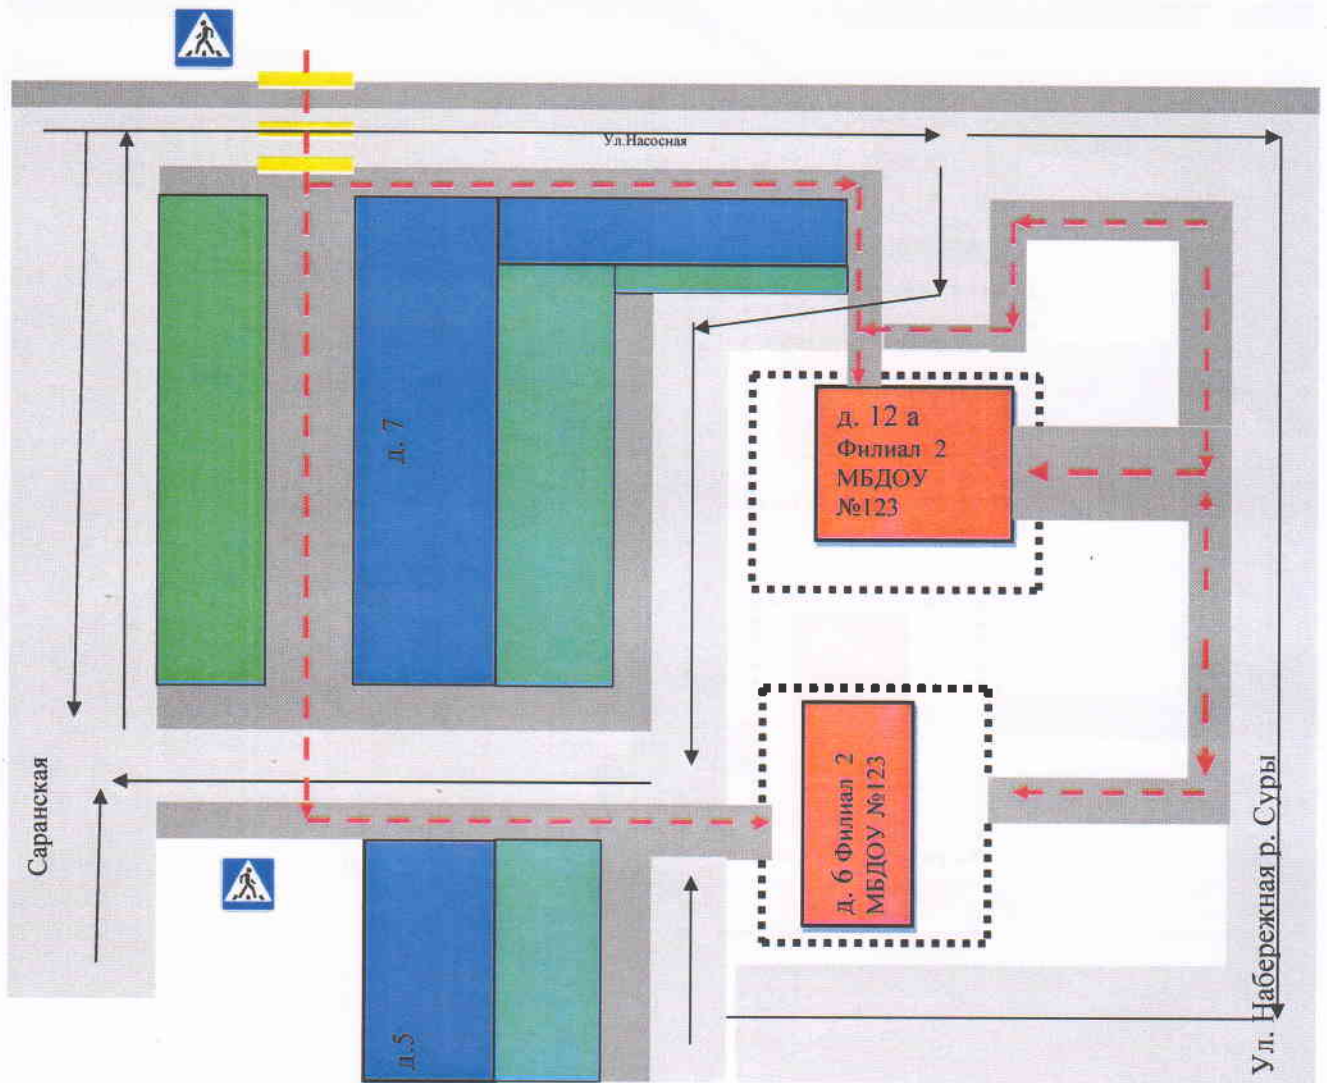 Ул.Насосная
д. 7
д. 12 а
Филиал 2
МБДОУ
№123
Саранская
д. 6 Филиал 2
МБДОУ №123
д.5
Ул. Набережная р. Суры